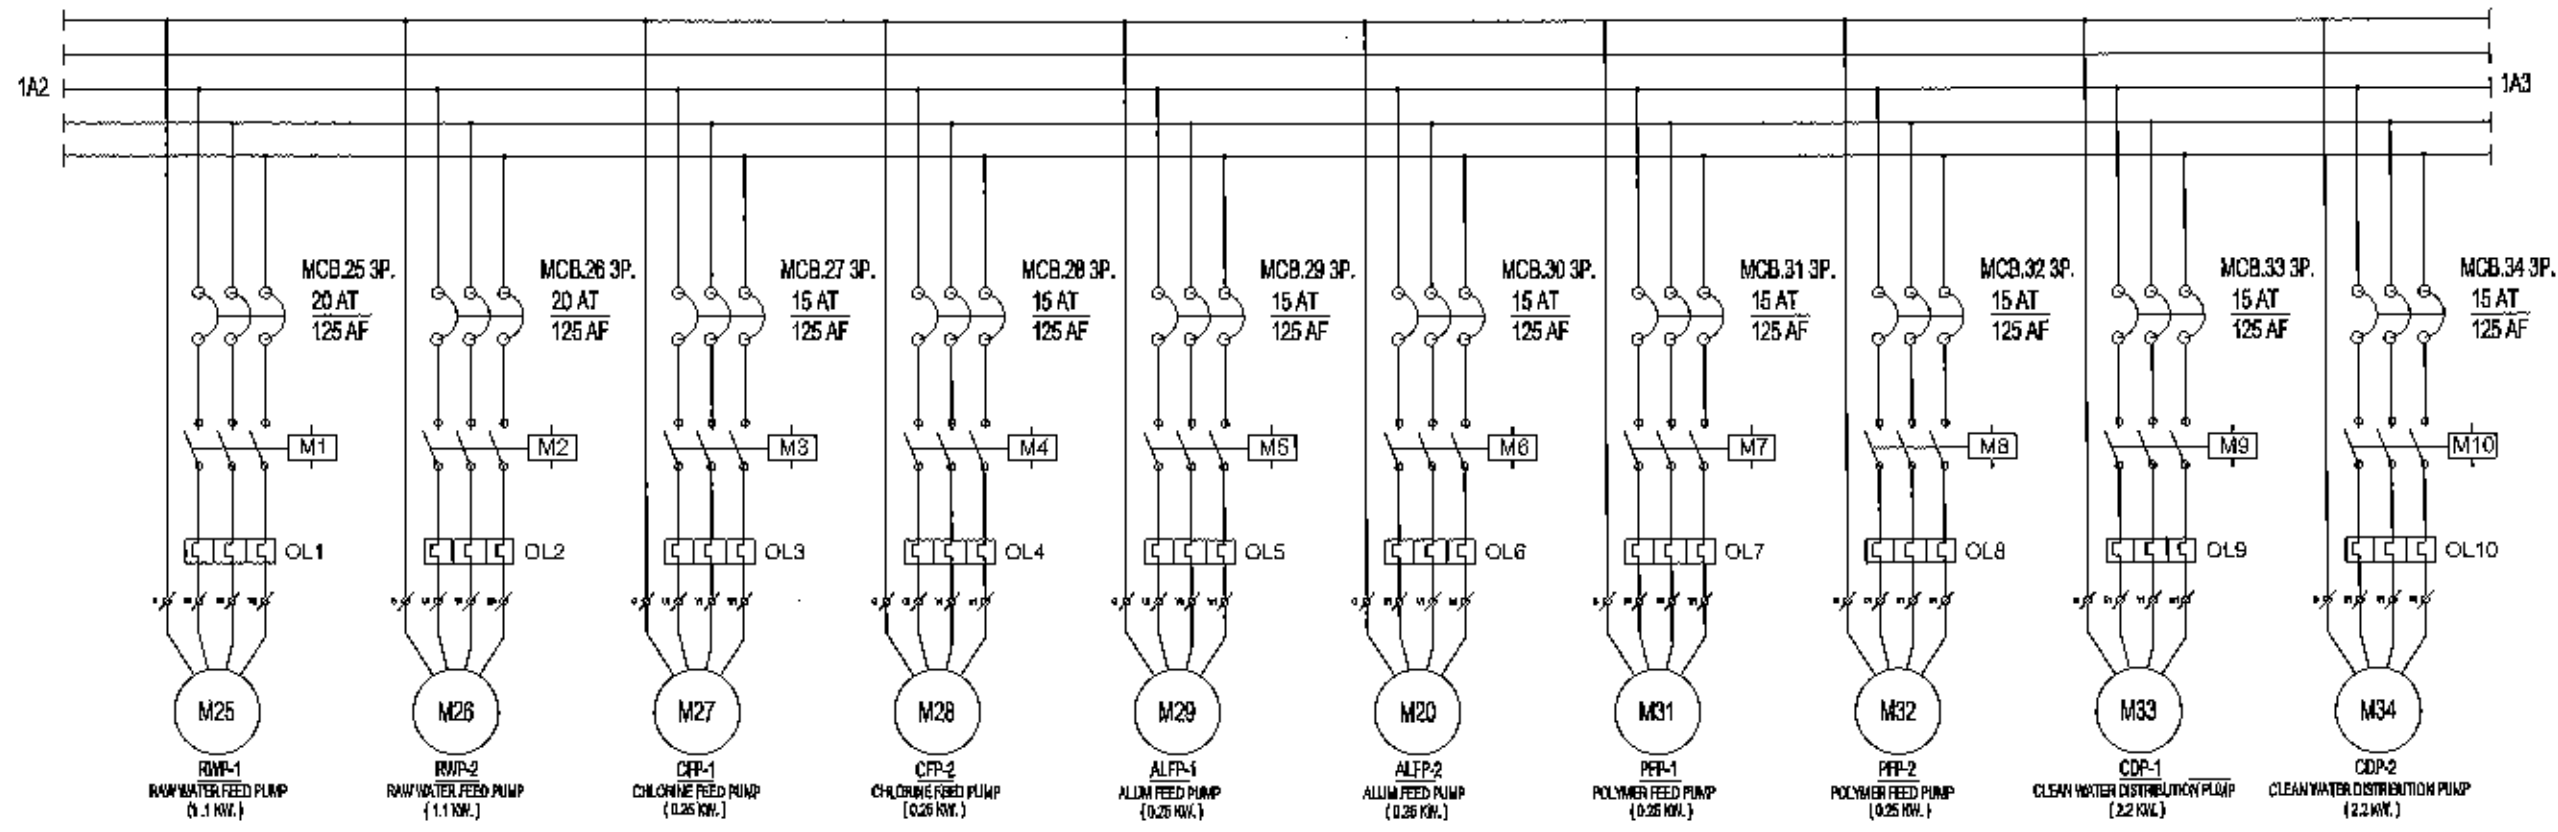 1A2
1A3
MCB.25 3P.
20 AT
125 AF
MCB.26 3P.
20 AT
125 AF
MCB.27 3P.
15 AT
125 AF
MCB.28 3P.
15 AT
125 AF
MCB.29 3P.
15 AT
125 AF
MCB.30 3P.
15 AT
125 AF
MCB.31 3P.
15 AT
125 AF
MCB.32 3P.
15 AT
125 AF
MCB.33 3P.
15 AT
125 AF
MCB.34 3P.
15 AT
125 AF
M1
M2
M3
M4
M5
M6
M7
M8
M9
M10
OL1
OL2
OL3
OL4
OL5
OL6
OL7
OL8
OL9
OL10
M25
M26
M27
M28
M29
M20
M31
M32
M33
M34
RWP-1
RAW WATER FEED PUMP
(1.1 KW.)
RWP-2
RAW WATER FEED PUMP
(1.1 KW.)
CFP-1
CHLORINE FEED PUMP
(0.25 KW.)
CFP-2
CHLORINE FEED PUMP
(0.25 KW.)
ALFP-1
ALUM FEED PUMP
(0.25 KW.)
ALFP-2
ALUM FEED PUMP
(0.25 KW.)
PFP-1
POLYMER FEED PUMP
(0.25 KW.)
PFP-2
POLYMER FEED PUMP
(0.25 KW.)
CDP-1
CLEAN WATER DISTRIBUTION PUMP
(2.2 KW.)
CDP-2
CLEAN WATER DISTRIBUTION PUMP
(2.2 KW.)